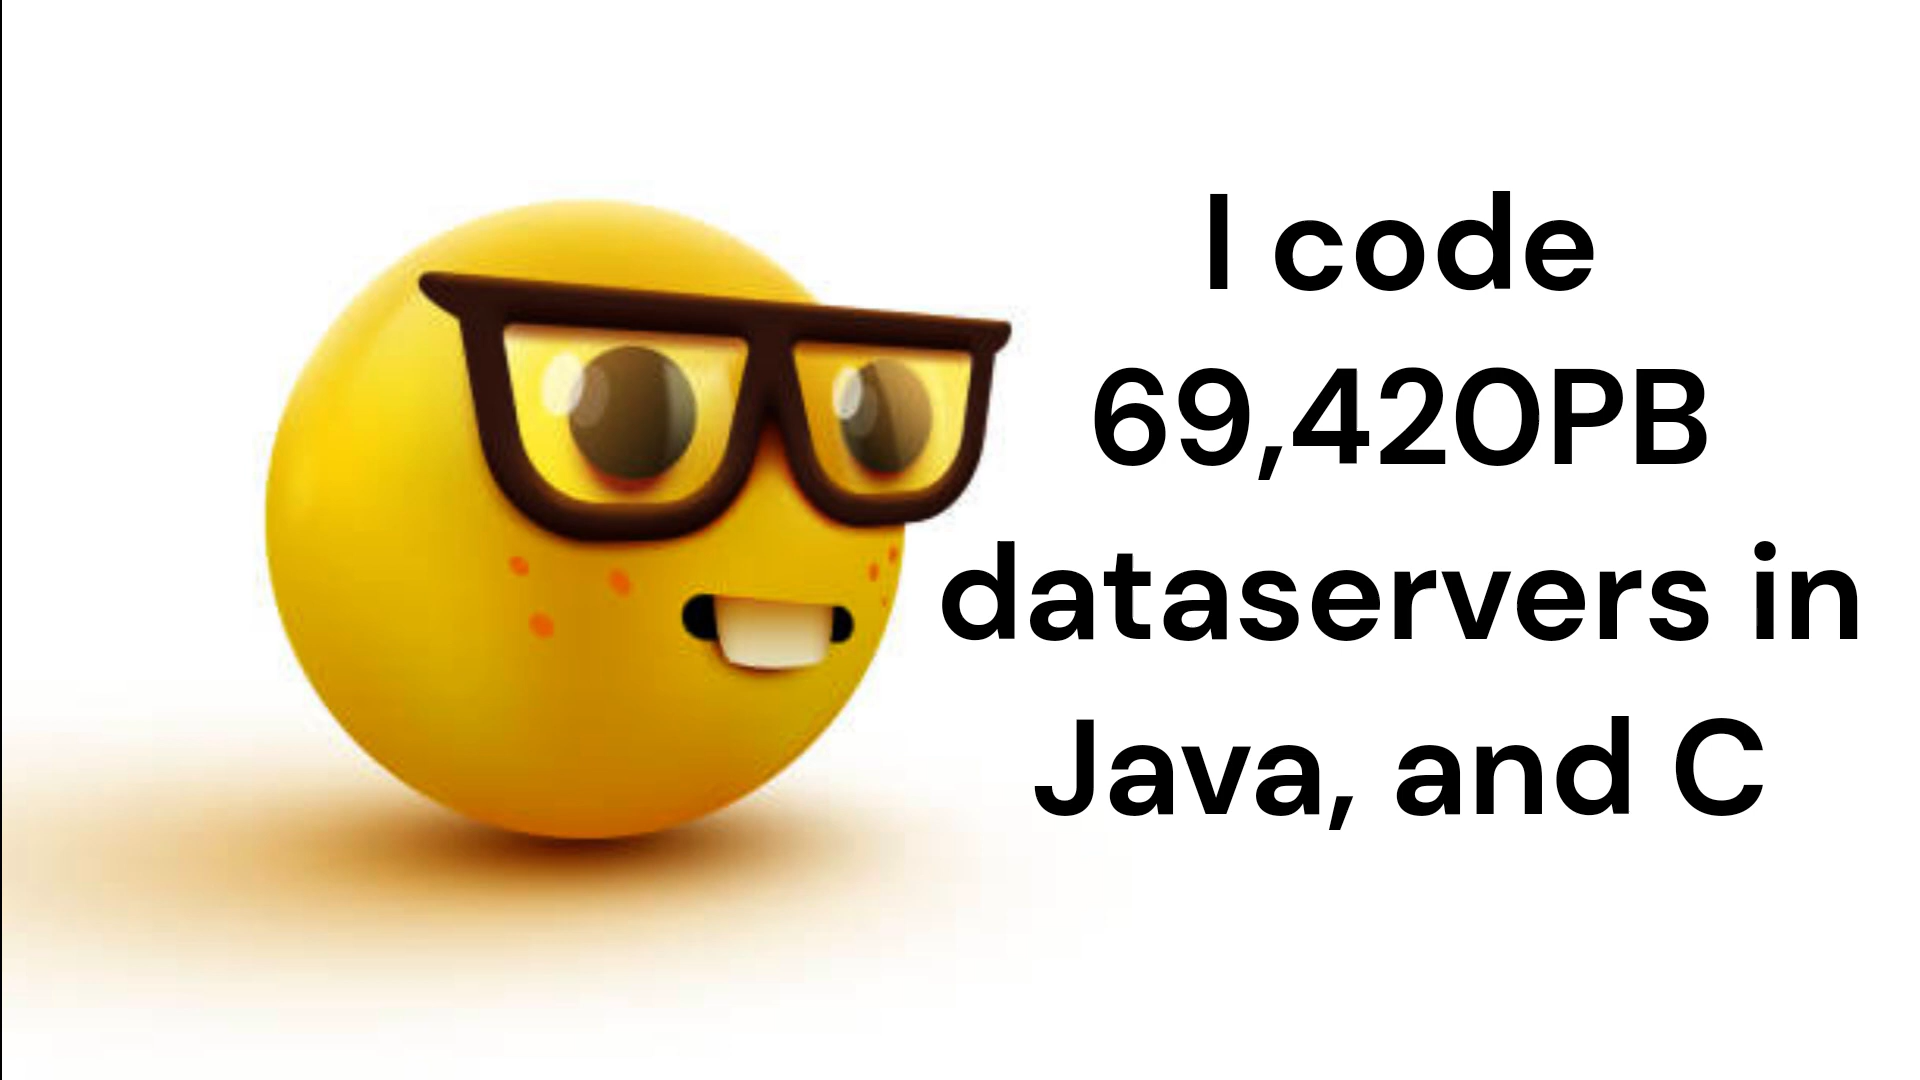 I code
69,420PB
dataservers in
Java, and C